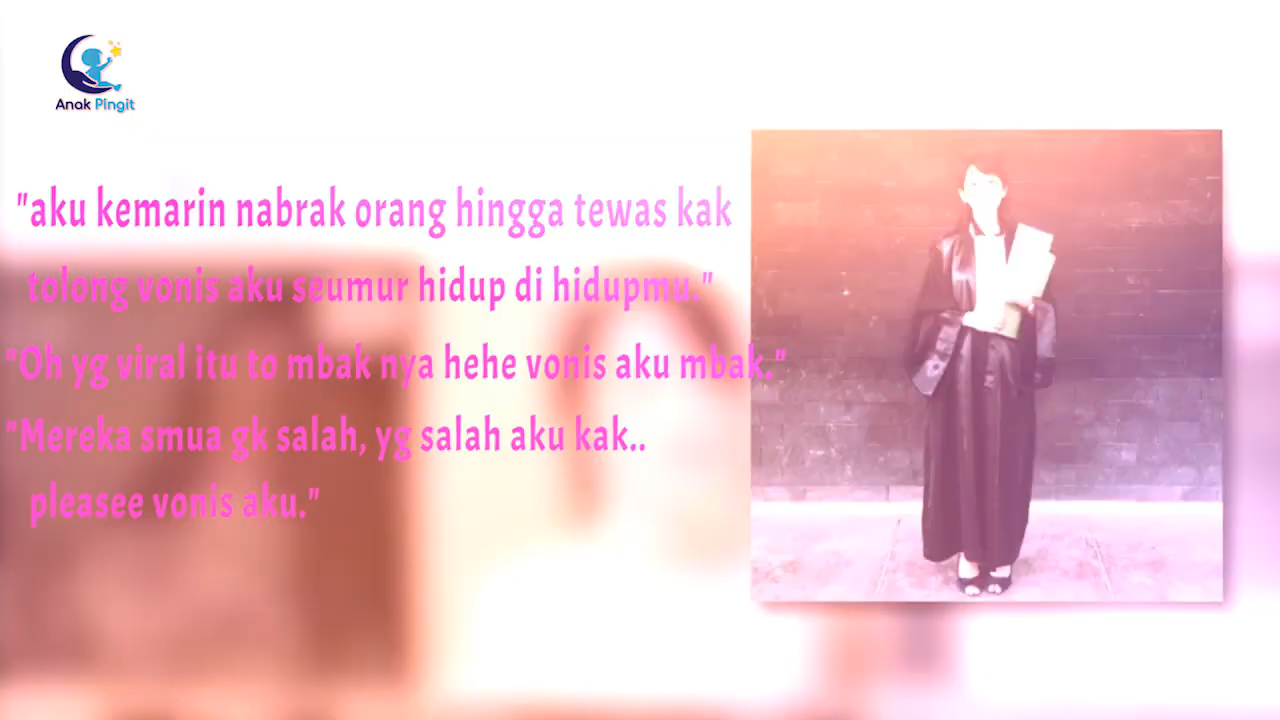 Anak Pingit
"aku kemarin nabrak orang hingga tewas kak
tolong vonis aku seumur hidup di hidupmu."
"Oh yg viral itu to mbak nya hehe vonis aku mbak."
"Mereka smua gk salah, yg salah aku kak..
pleasee vonis aku."